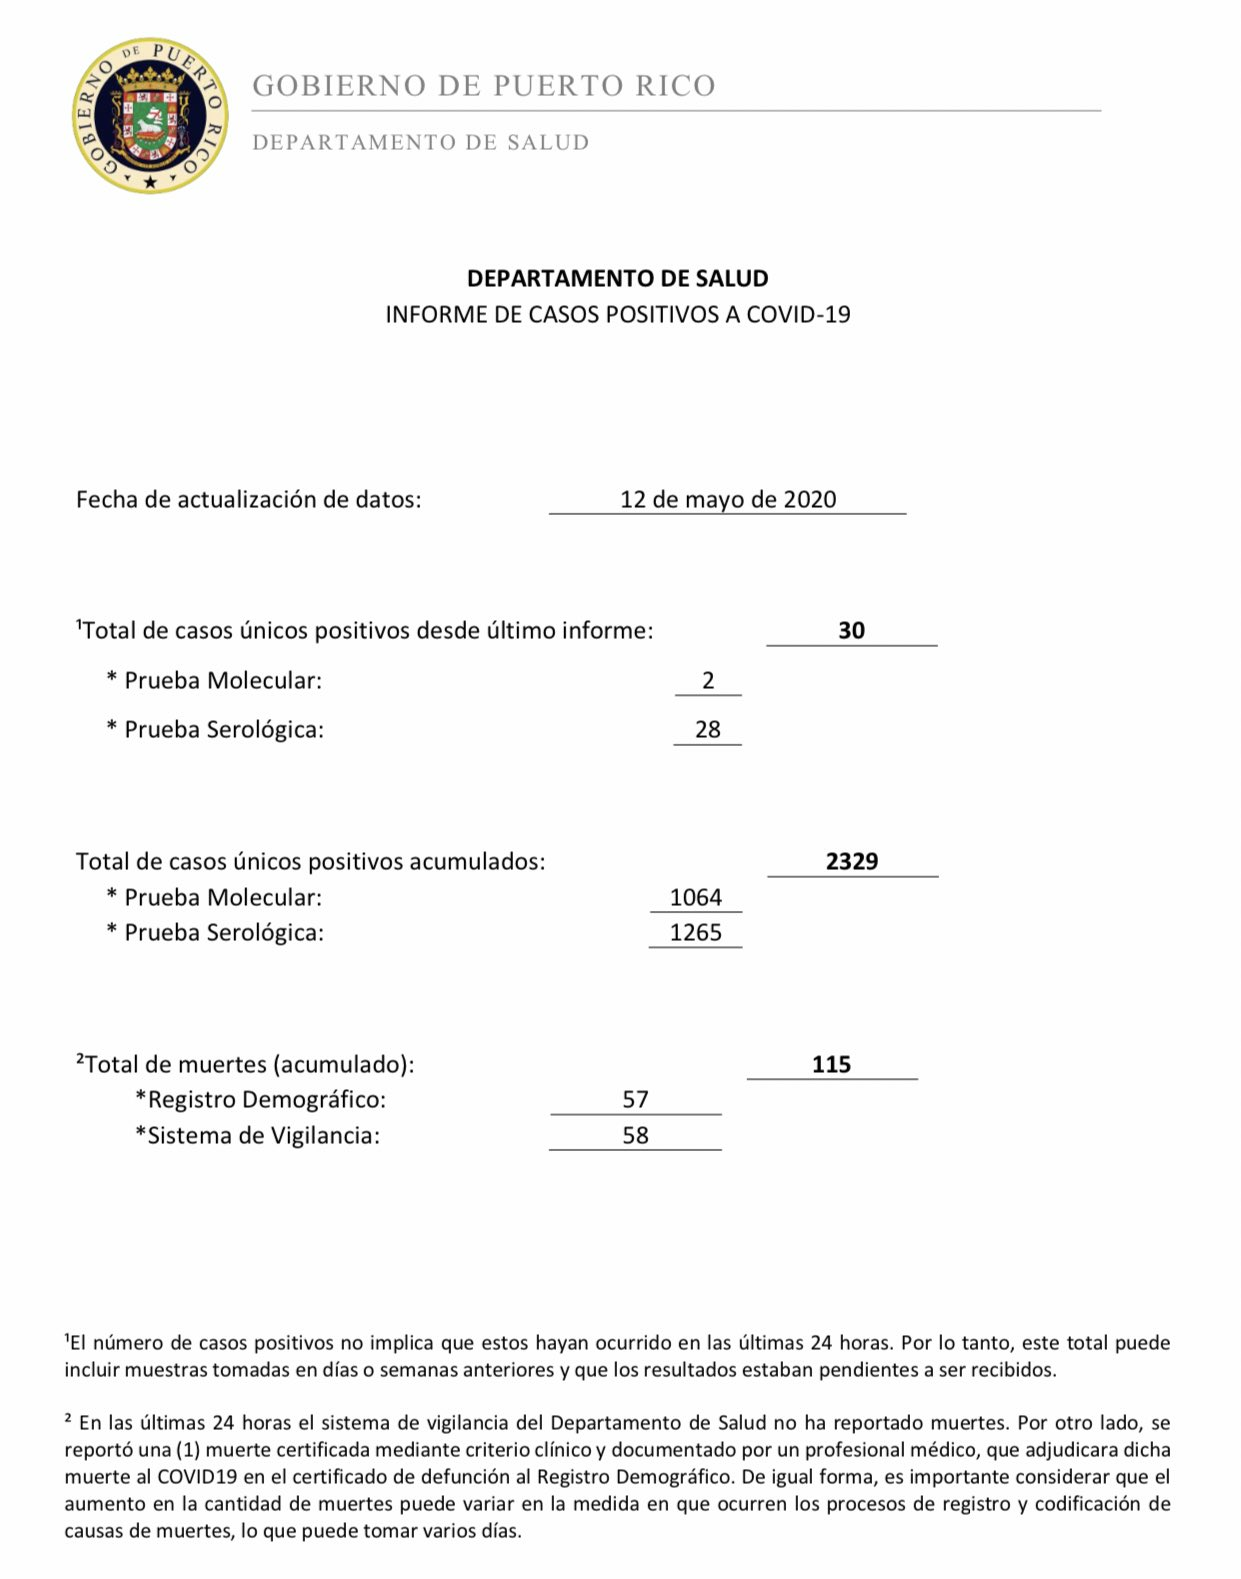 GOBIERNO DE PUERTO RICO
GOBIERNO DE PUERTO RICO
DEPARTAMENTO DE SALUD
DEPARTAMENTO DE SALUD
INFORME DE CASOS POSITIVOS A COVID-19
Fecha de actualización de datos: 12 de mayo de 2020
¹Total de casos únicos positivos desde último informe: 30
* Prueba Molecular: 2
* Prueba Serológica: 28
Total de casos únicos positivos acumulados: 2329
* Prueba Molecular: 1064
* Prueba Serológica: 1265
²Total de muertes (acumulado): 115
*Registro Demográfico: 57
*Sistema de Vigilancia: 58
¹El número de casos positivos no implica que estos hayan ocurrido en las últimas 24 horas. Por lo tanto, este total puede
incluir muestras tomadas en días o semanas anteriores y que los resultados estaban pendientes a ser recibidos.
² En las últimas 24 horas el sistema de vigilancia del Departamento de Salud no ha reportado muertes. Por otro lado, se
reportó una (1) muerte certificada mediante criterio clínico y documentado por un profesional médico, que adjudicara dicha
muerte al COVID19 en el certificado de defunción al Registro Demográfico. De igual forma, es importante considerar que el
aumento en la cantidad de muertes puede variar en la medida en que ocurren los procesos de registro y codificación de
causas de muertes, lo que puede tomar varios días.